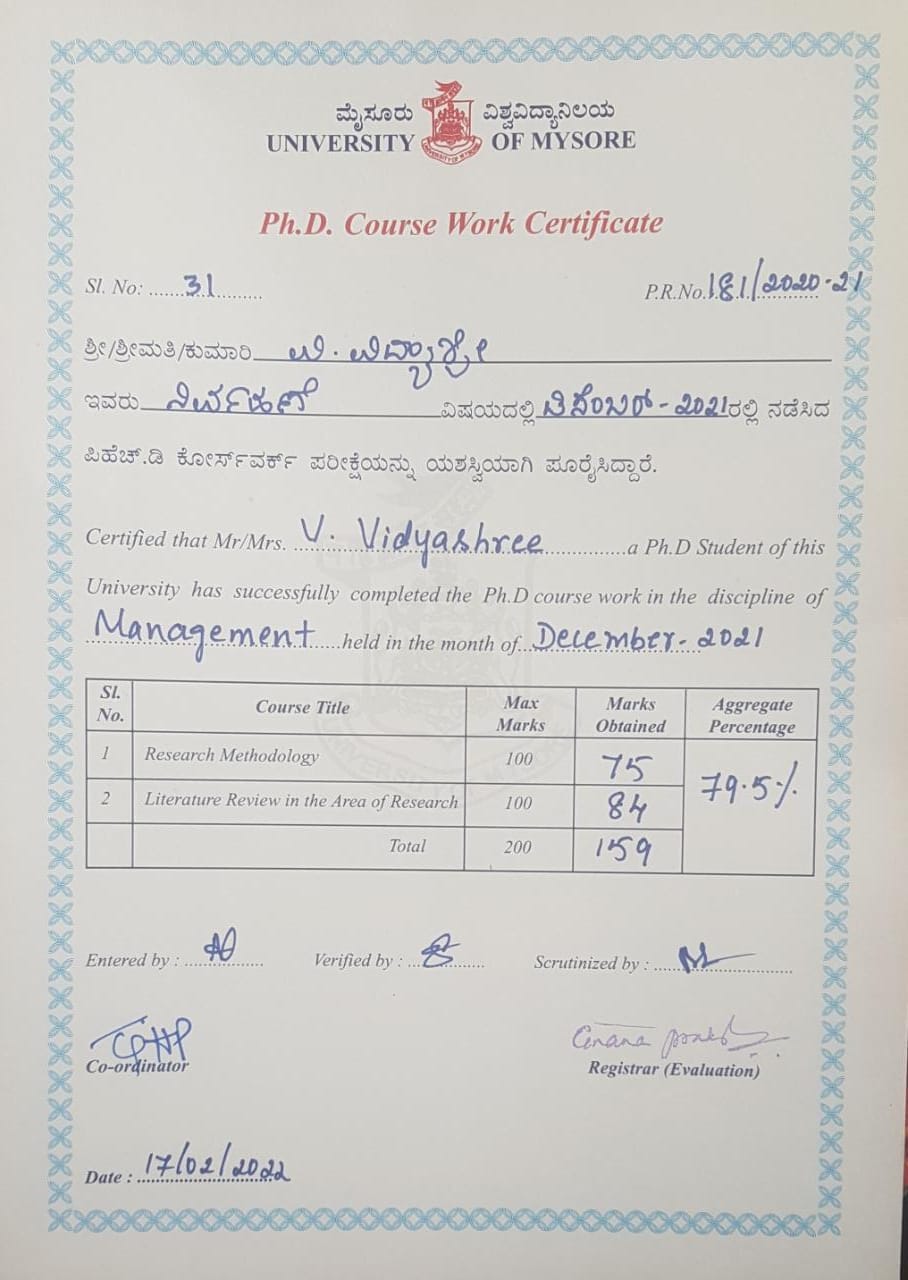 ಮೈಸೂರು ವಿಶ್ವವಿದ್ಯಾನಿಲಯ
UNIVERSITY OF MYSORE
Ph.D. Course Work Certificate
Sl. No: ......31......... P.R.No.181/2020-21
ಶ್ರೀ/ಶ್ರೀಮತಿ/ಕುಮಾರಿ ವಿ. ವಿದ್ಯಾಶ್ರೀ
ಇವರು ನಿರ್ವಹಣೆ ವಿಷಯದಲ್ಲಿ ಡಿಸೆಂಬರ್ - 2021ರಲ್ಲಿ ನಡೆಸಿದ
ಪಿಹೆಚ್.ಡಿ ಕೋರ್ಸ್‌ವರ್ಕ್ ಪರೀಕ್ಷೆಯನ್ನು ಯಶಸ್ವಿಯಾಗಿ ಪೂರೈಸಿದ್ದಾರೆ.
Certified that Mr/Mrs. V. Vidyashree a Ph.D Student of this
University has successfully completed the Ph.D course work in the discipline of
Management held in the month of December - 2021
Sl. No. Course Title Max Marks Marks Obtained Aggregate Percentage
1 Research Methodology 100 75 79.5%
2 Literature Review in the Area of Research 100 84
Total 200 159
Entered by : Verified by : Scrutinized by :
Co-ordinator Registrar (Evaluation)
Date : 17/02/2022